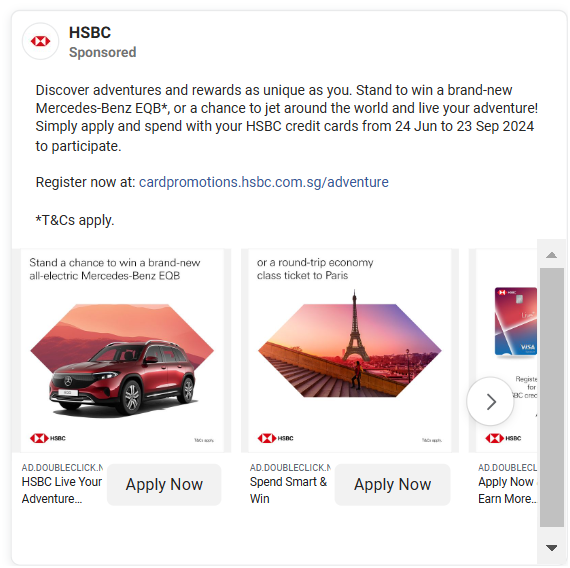 HSBC
Sponsored
Discover adventures and rewards as unique as you. Stand to win a brand-new
Mercedes-Benz EQB*, or a chance to jet around the world and live your adventure!
Simply apply and spend with your HSBC credit cards from 24 Jun to 23 Sep 2024
to participate.
Register now at: cardpromotions.hsbc.com.sg/adventure
*T&Cs apply.
Stand a chance to win a brand-new
all-electric Mercedes-Benz EQB
HSBC
T&Cs apply.
AD.DOUBLECLICK.N
HSBC Live Your
Adventure...
Apply Now
or a round-trip economy
class ticket to Paris
HSBC
T&Cs apply.
AD.DOUBLECLICK.N
Spend Smart &
Win
Apply Now
HSBC
Live
VISA
Registe
for
BC cred
HSBC
AD.DOUBLECL
Apply Now
Earn More..